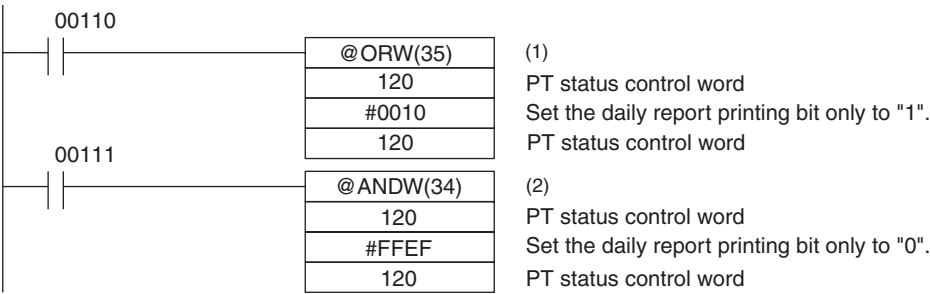 00110
@ORW(35) (1)
120 PT status control word
#0010 Set the daily report printing bit only to "1".
120 PT status control word
00111
@ANDW(34) (2)
120 PT status control word
#FFEF Set the daily report printing bit only to "0".
120 PT status control word